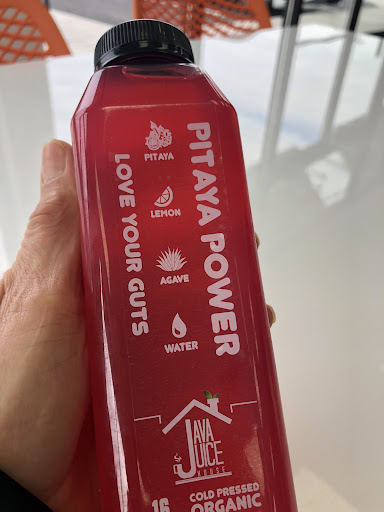 PITAYA POWER
LOVE YOUR GUTS
PITAYA
LEMON
AGAVE
WATER
JAVA
JUICE
HOUSE
16
COLD PRESSED
ORGANIC